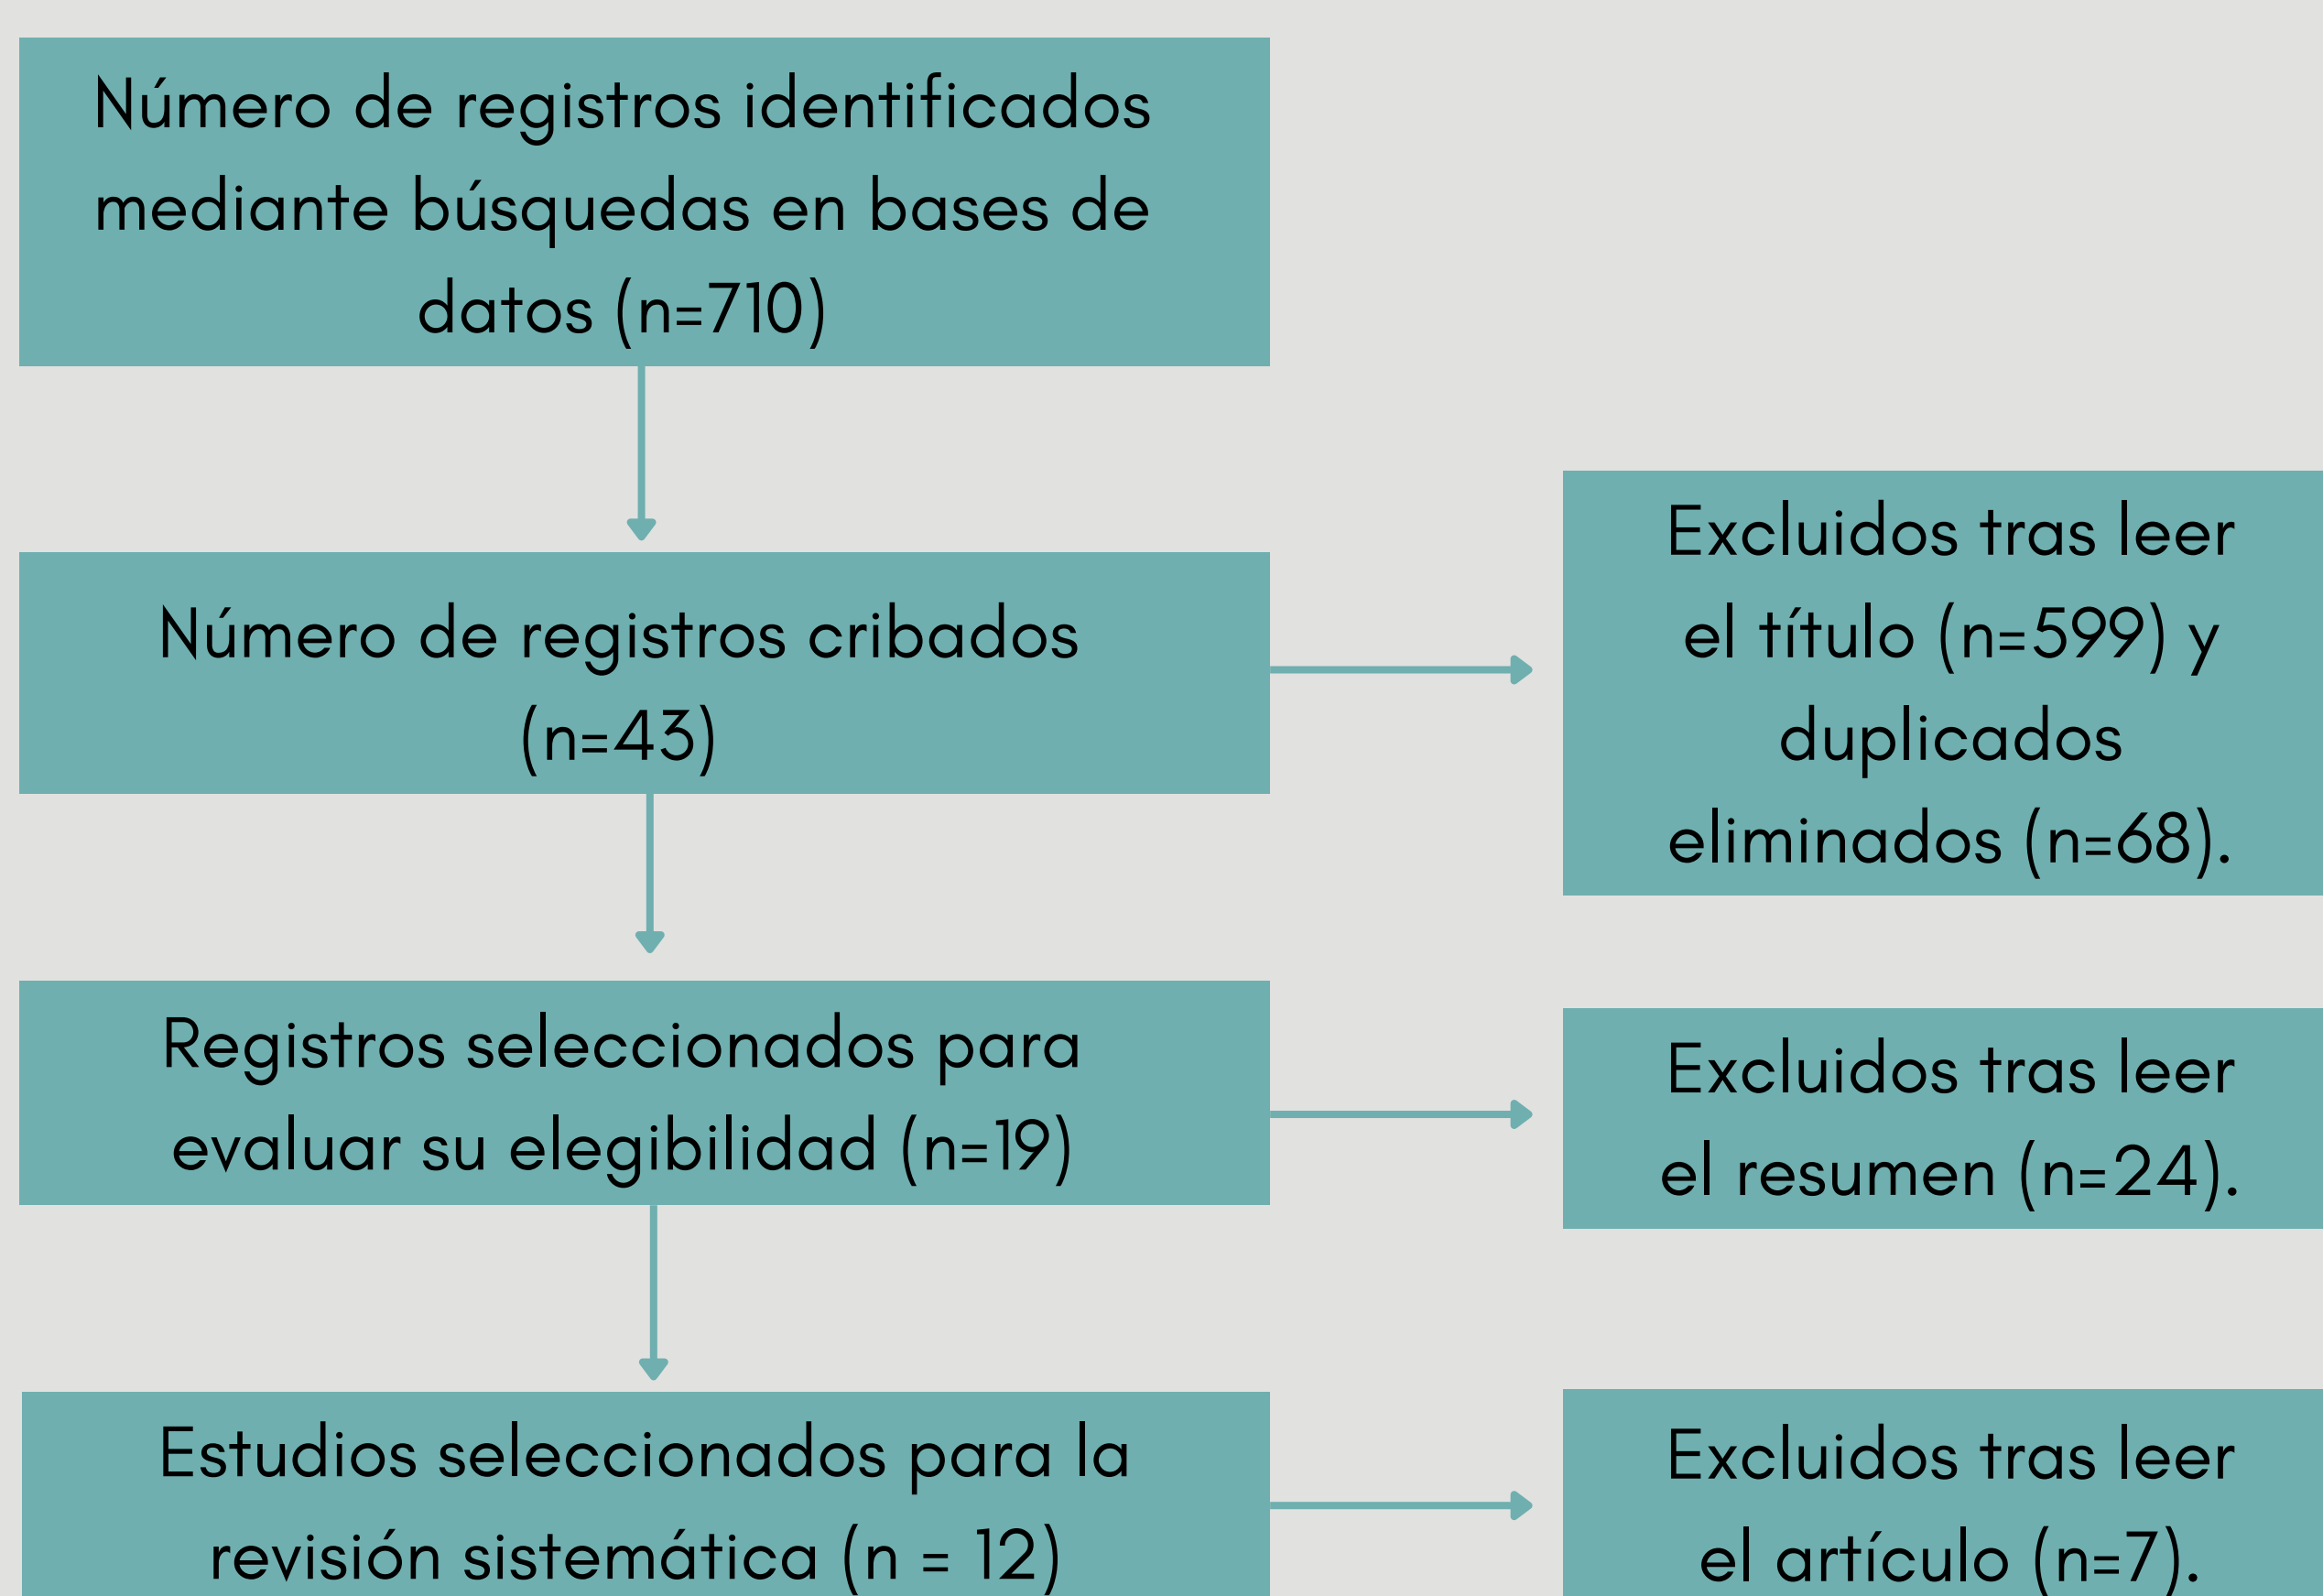 Número de registros identificados
mediante búsquedas en bases de
datos (n=710)
Número de registros cribados
(n=43)
Excluidos tras leer
el título (n=599) y
duplicados
eliminados (n=68).
Registros seleccionados para
evaluar su elegibilidad (n=19)
Excluidos tras leer
el resumen (n=24).
Estudios seleccionados para la
revisión sistemática (n = 12)
Excluidos tras leer
el artículo (n=7).